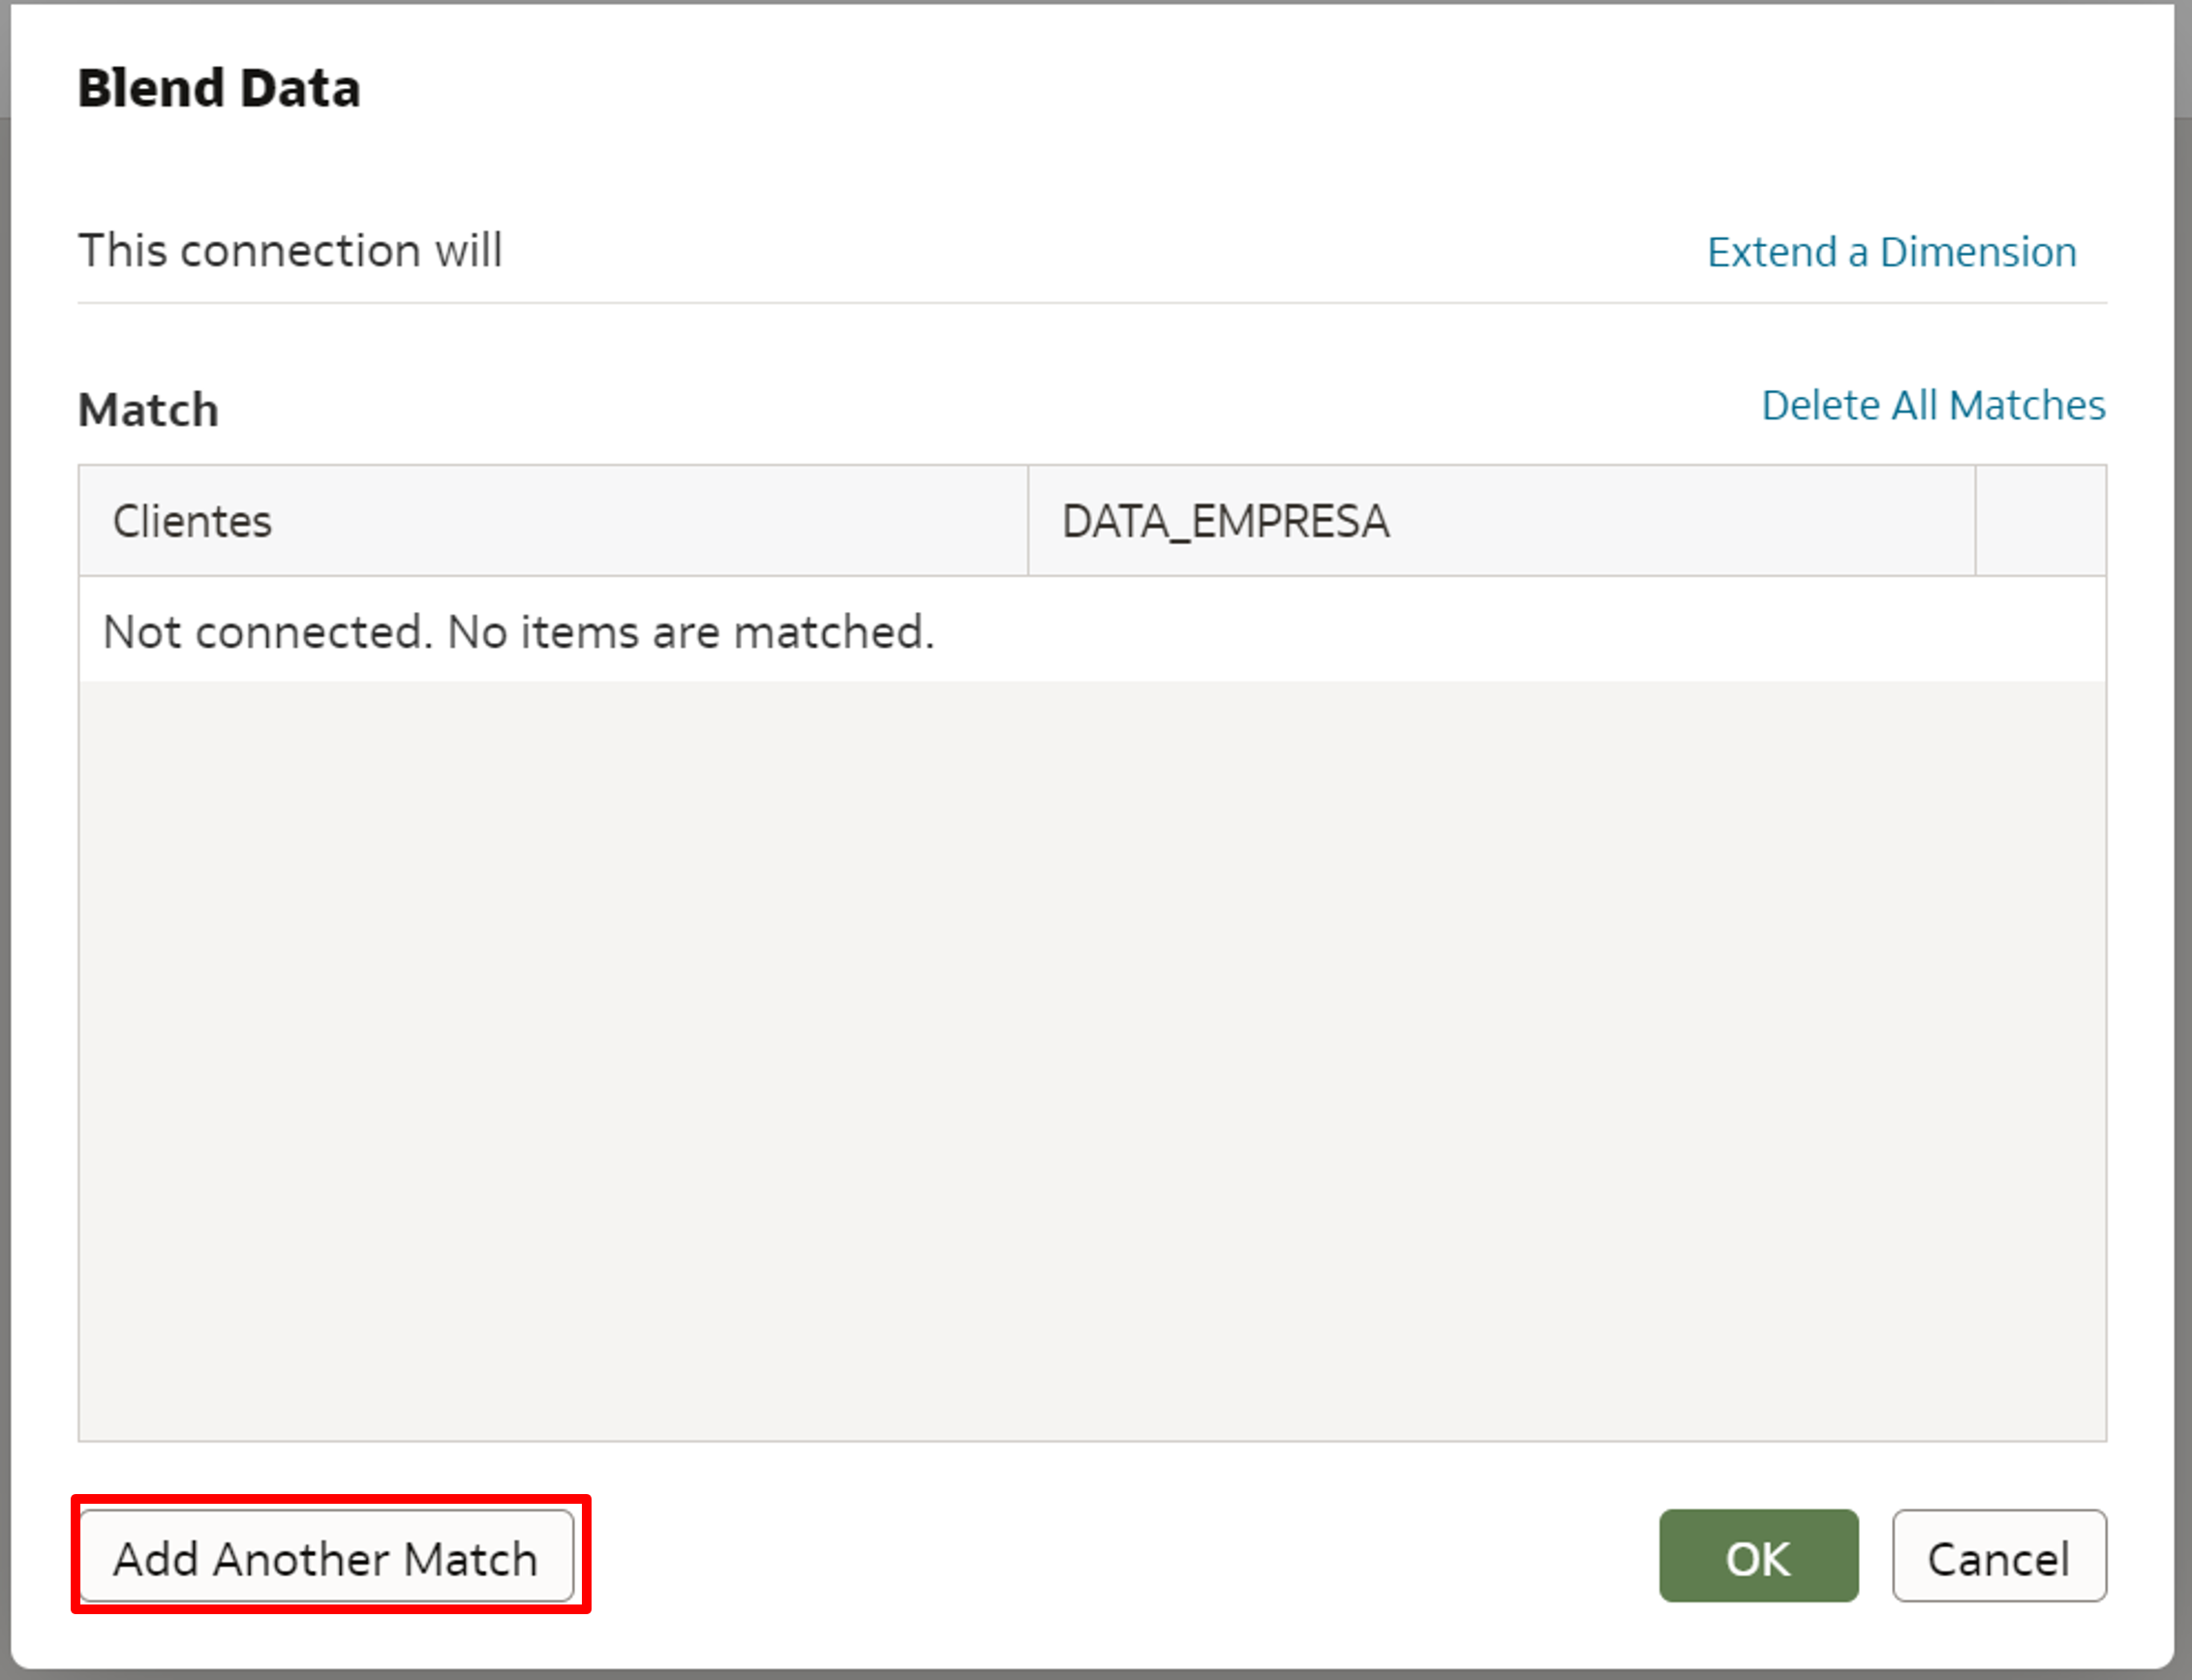 Blend Data
This connection will
Extend a Dimension
Match
Delete All Matches
Clientes
DATA_EMPRESA
Not connected. No items are matched.
Add Another Match
OK
Cancel